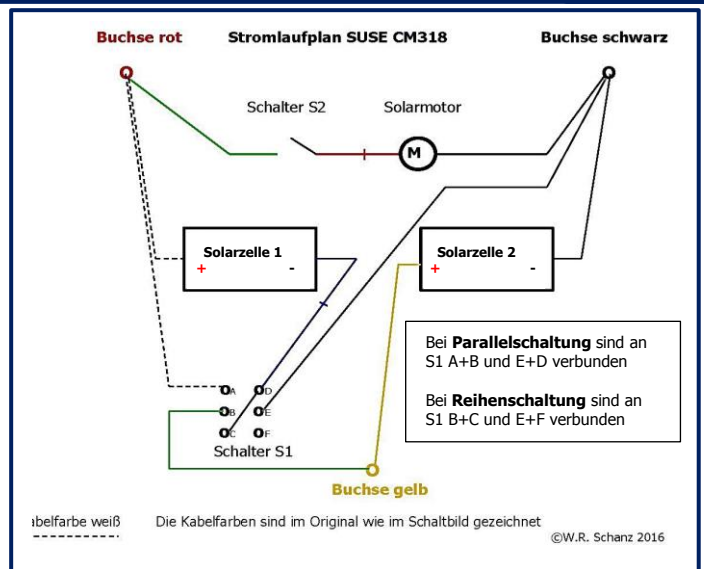 Buchse rot Stromlaufplan SUSE CM318 Buchse schwarz
Schalter S2 Solarmotor
M
Solarzelle 1 Solarzelle 2
+ - + -
Bei Parallelschaltung sind an
S1 A+B und E+D verbunden
Bei Reihenschaltung sind an
S1 B+C und E+F verbunden
A D
B E
C F
Schalter S1
Buchse gelb
abelfarbe weiß Die Kabelfarben sind im Original wie im Schaltbild gezeichnet
©W.R. Schanz 2016